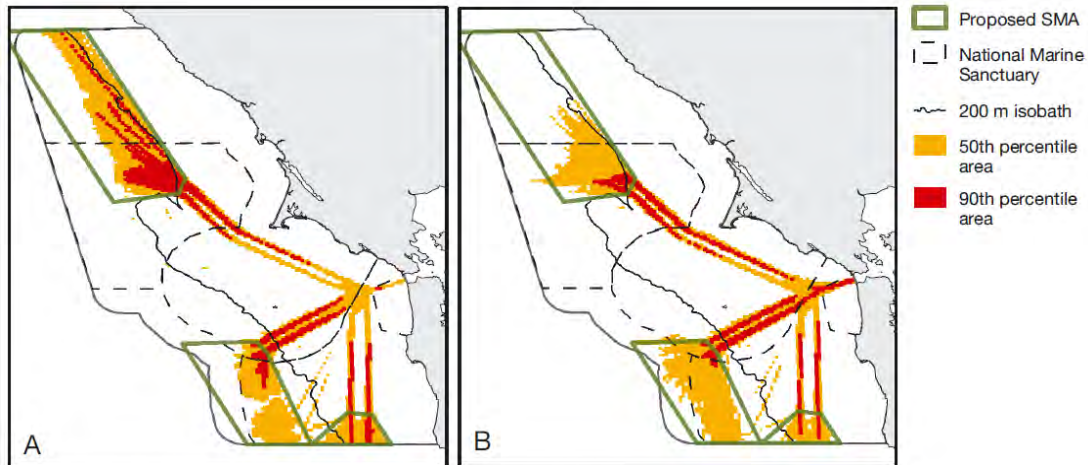 A
B
Proposed SMA
National Marine
Sanctuary
200 m isobath
50th percentile
area
90th percentile
area